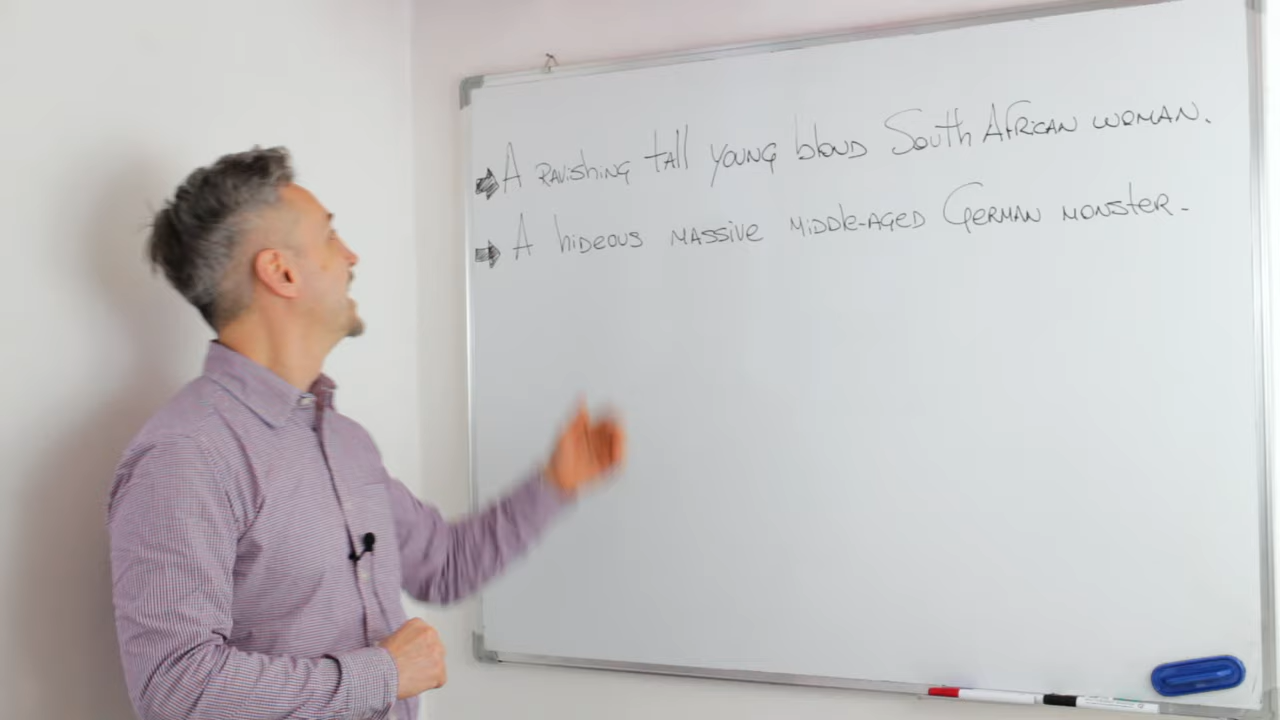 A ravishing tall young blond South African woman.
A hideous massive middle-aged German monster.